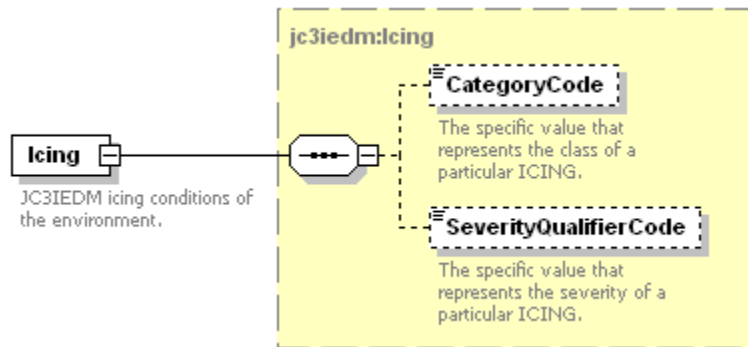 jc3iedm:Icing
CategoryCode
The specific value that
represents the class of a
particular ICING.
Icing
JC3IEDM icing conditions of
the environment.
SeverityQualifierCode
The specific value that
represents the severity of a
particular ICING.